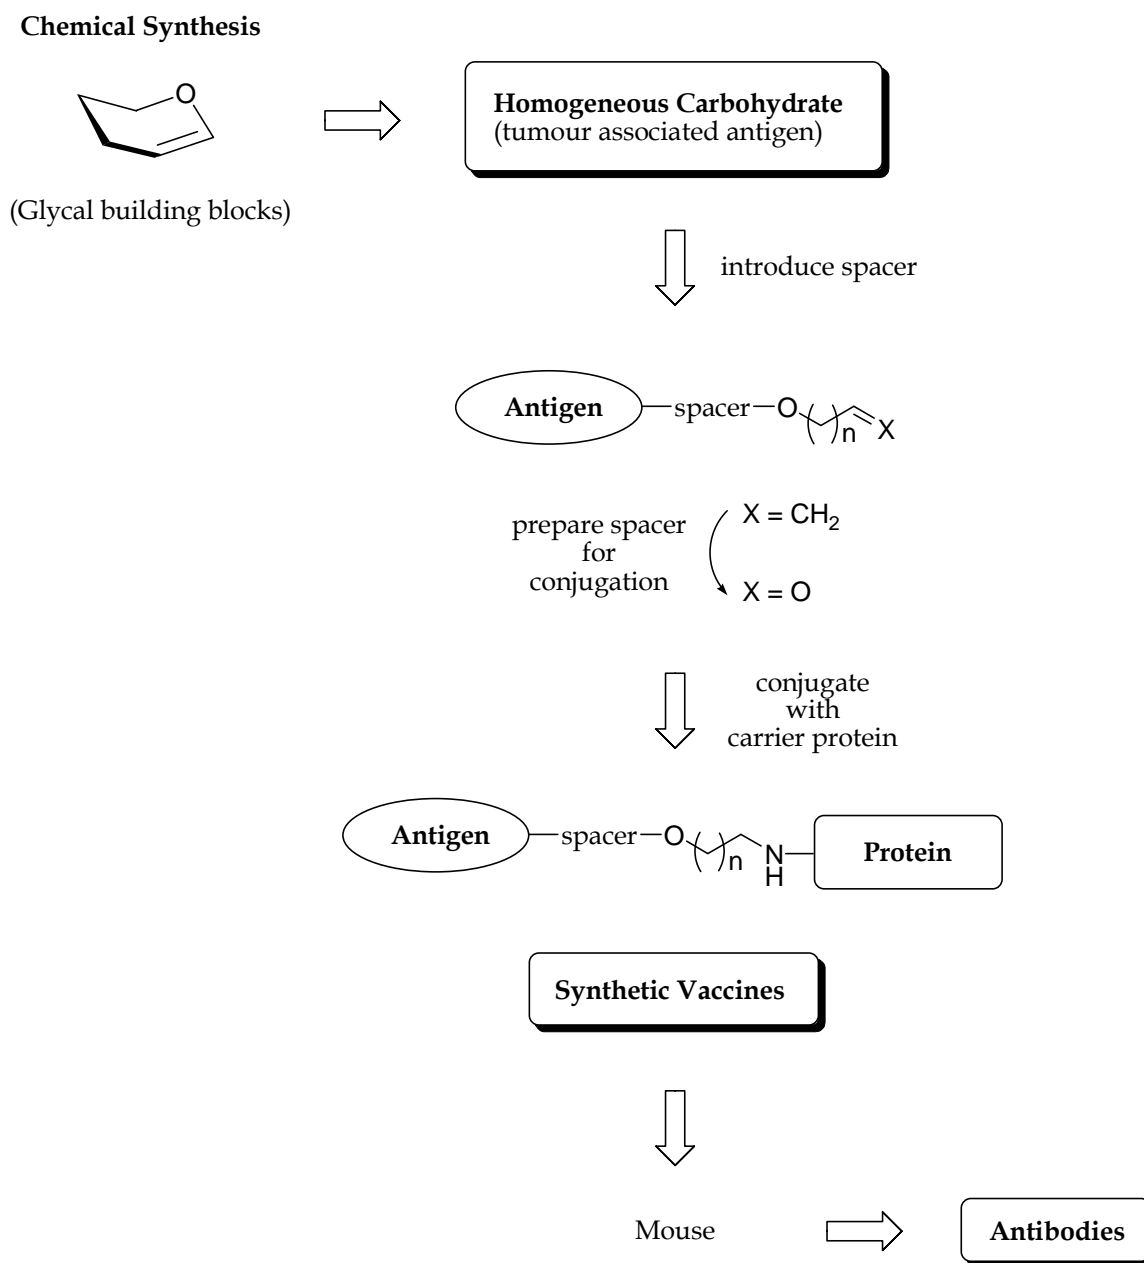 Chemical Synthesis
O
Homogeneous Carbohydrate
(tumour associated antigen)
(Glycal building blocks)
introduce spacer
Antigen
spacer
O
( )n
X
prepare spacer
for
conjugation
X = CH2
X = O
conjugate
with
carrier protein
Antigen
spacer
O
( )n
N
H
Protein
Synthetic Vaccines
Mouse
Antibodies